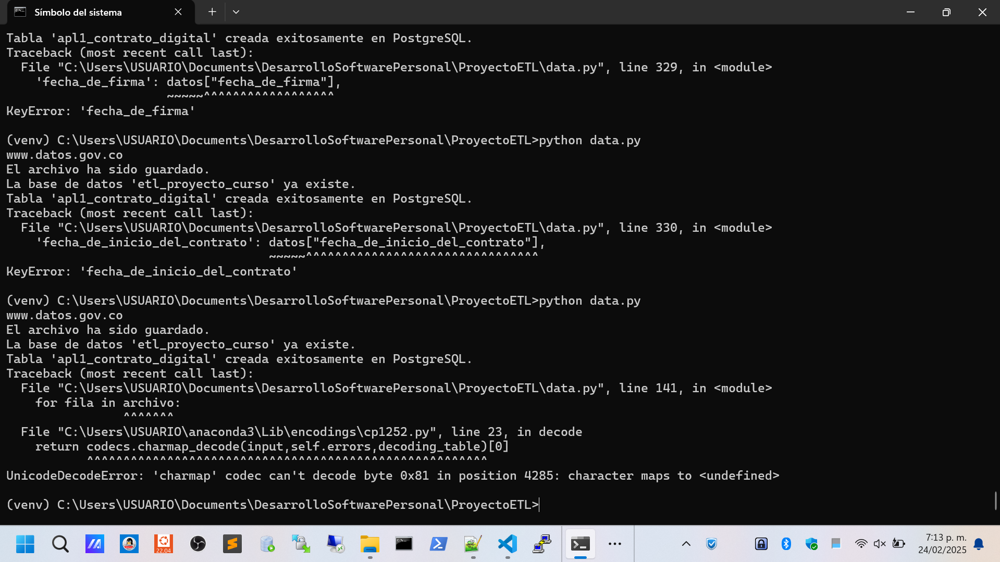 Símbolo del sistema
Tabla 'apl1_contrato_digital' creada exitosamente en PostgreSQL.
Traceback (most recent call last):
  File "C:\Users\USUARIO\Documents\DesarrolloSoftwarePersonal\ProyectoETL\data.py", line 329, in <module>
    'fecha_de_firma': datos["fecha_de_firma"],
                      ~~~~~^^^^^^^^^^^^^^^^^^
KeyError: 'fecha_de_firma'
(venv) C:\Users\USUARIO\Documents\DesarrolloSoftwarePersonal\ProyectoETL>python data.py
www.datos.gov.co
El archivo ha sido guardado.
La base de datos 'etl_proyecto_curso' ya existe.
Tabla 'apl1_contrato_digital' creada exitosamente en PostgreSQL.
Traceback (most recent call last):
  File "C:\Users\USUARIO\Documents\DesarrolloSoftwarePersonal\ProyectoETL\data.py", line 330, in <module>
    'fecha_de_inicio_del_contrato': datos["fecha_de_inicio_del_contrato"],
                                    ~~~~~^^^^^^^^^^^^^^^^^^^^^^^^^^^^^^^^
KeyError: 'fecha_de_inicio_del_contrato'
(venv) C:\Users\USUARIO\Documents\DesarrolloSoftwarePersonal\ProyectoETL>python data.py
www.datos.gov.co
El archivo ha sido guardado.
La base de datos 'etl_proyecto_curso' ya existe.
Tabla 'apl1_contrato_digital' creada exitosamente en PostgreSQL.
Traceback (most recent call last):
  File "C:\Users\USUARIO\Documents\DesarrolloSoftwarePersonal\ProyectoETL\data.py", line 141, in <module>
    for fila in archivo:
                ^^^^^^^
  File "C:\Users\USUARIO\anaconda3\Lib\encodings\cp1252.py", line 23, in decode
    return codecs.charmap_decode(input,self.errors,decoding_table)[0]
           ^^^^^^^^^^^^^^^^^^^^^^^^^^^^^^^^^^^^^^^^^^^^^^^^^^^^^^^
UnicodeDecodeError: 'charmap' codec can't decode byte 0x81 in position 4285: character maps to <undefined>
(venv) C:\Users\USUARIO\Documents\DesarrolloSoftwarePersonal\ProyectoETL>
22.04
7:13 p. m.
24/02/2025